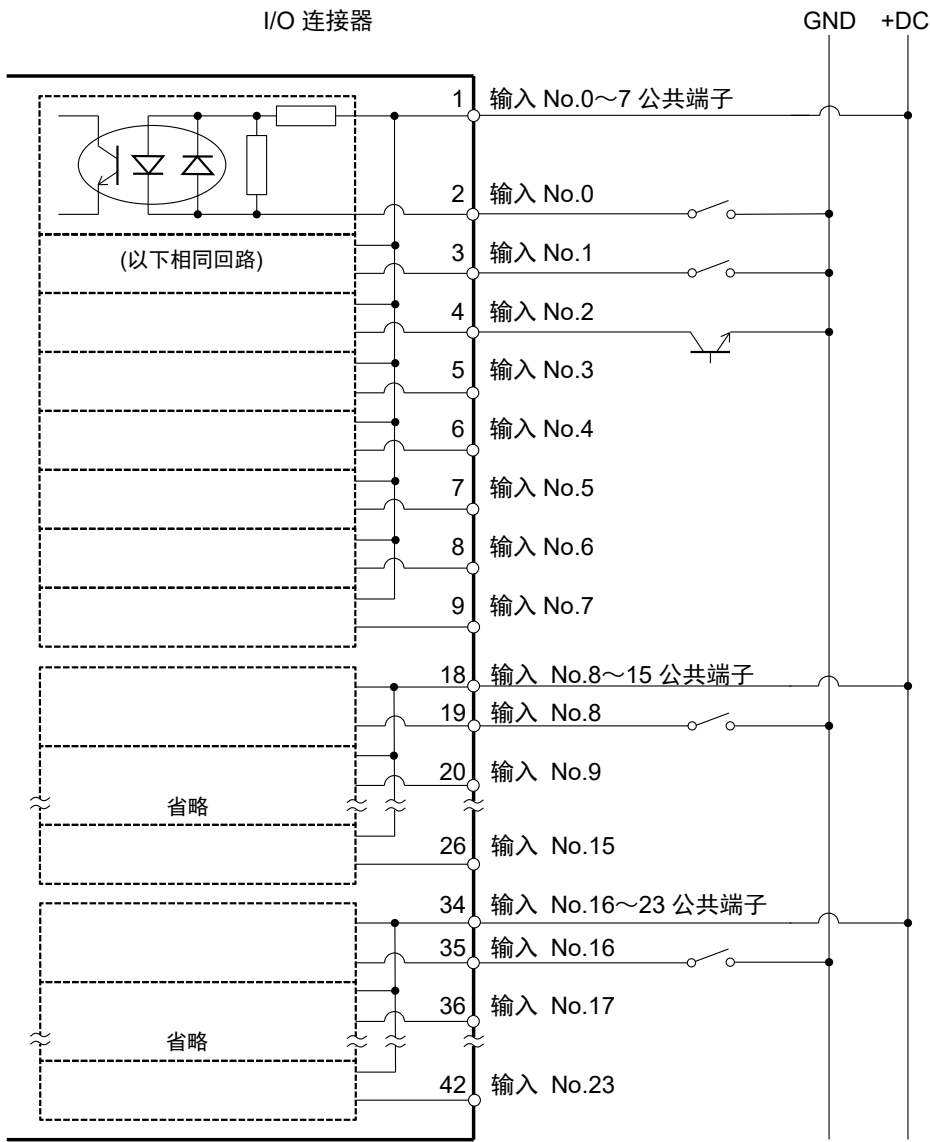 I/O 连接器 GND +DC
1 输入 No.0～7 公共端子
2 输入 No.0
(以下相同回路) 3 输入 No.1
4 输入 No.2
5 输入 No.3
6 输入 No.4
7 输入 No.5
8 输入 No.6
9 输入 No.7
18 输入 No.8～15 公共端子
19 输入 No.8
20 输入 No.9
省略
26 输入 No.15
34 输入 No.16～23 公共端子
35 输入 No.16
36 输入 No.17
省略
42 输入 No.23